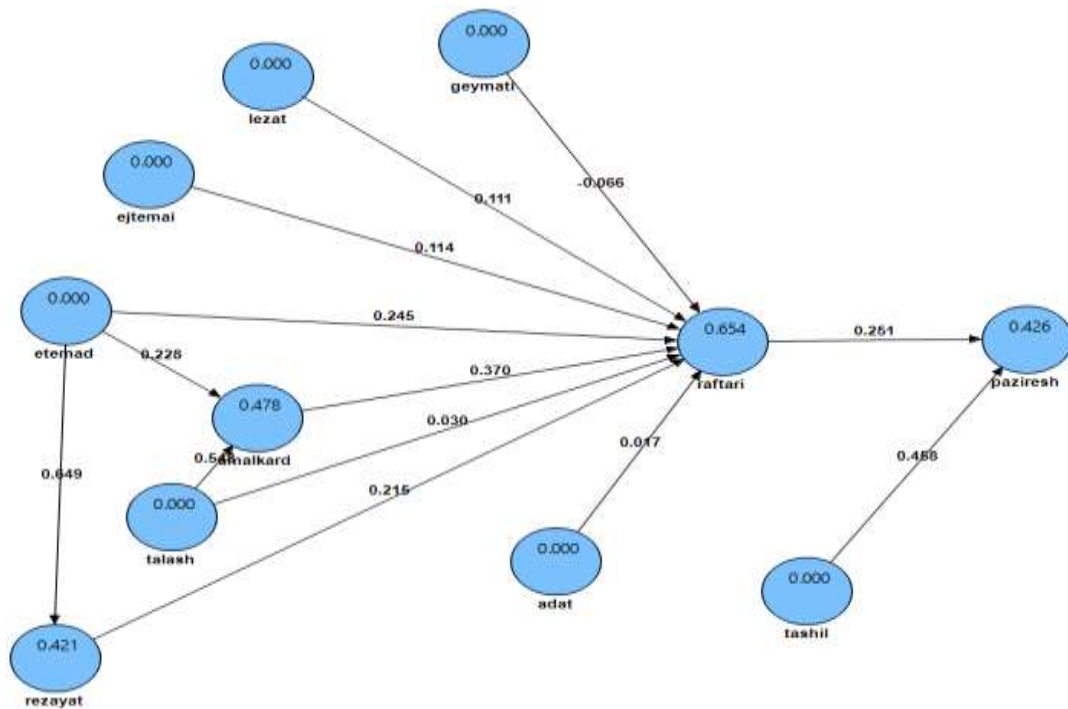 0.000
geymati
0.000
lezat
0.000
ejtemai
-0.066
0.111
0.114
0.000
etemad
0.245
0.654
raftari
0.251
0.426
paziresh
0.228
0.370
0.478
amalkard
0.030
0.017
0.458
0.649
0.215
0.000
talash
0.000
adat
0.000
tashil
0.421
rezayat